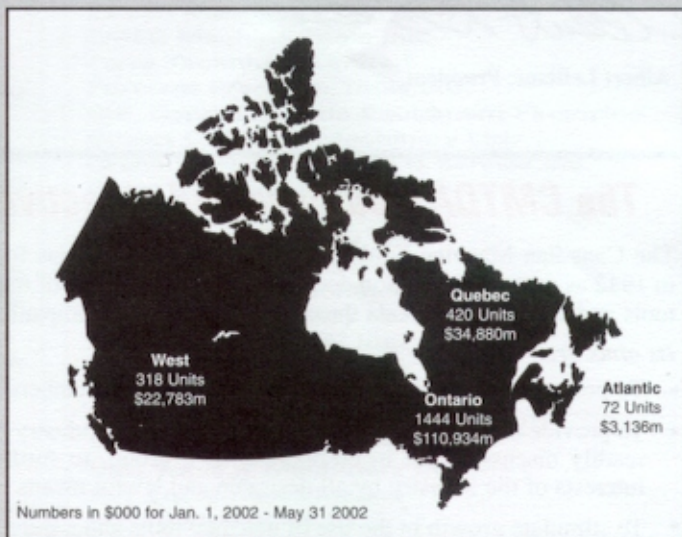 Quebec
420 Units
$34,880m
West
318 Units
$22,783m
Ontario
1444 Units
$110,934m
Atlantic
72 Units
$3,136m
Numbers in $000 for Jan. 1, 2002 - May 31 2002